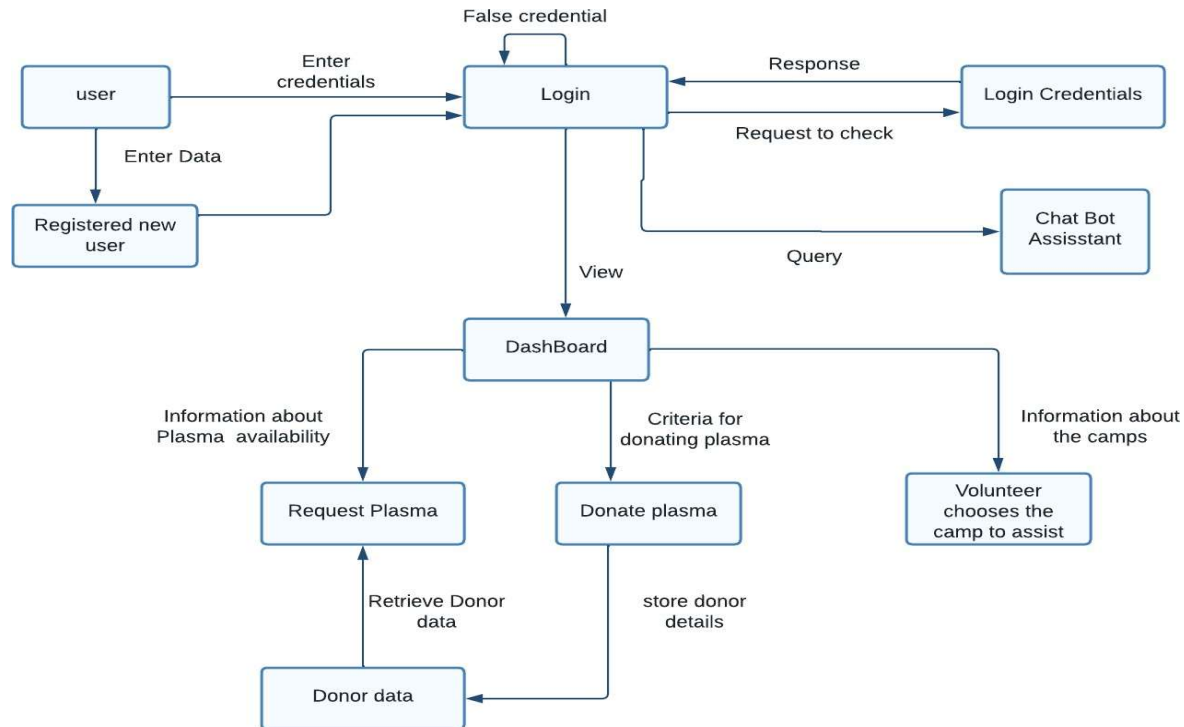 False credential
Enter
credentials
Response
user
Login
Login Credentials
Request to check
Enter Data
Registered new
user
Chat Bot
Assisstant
Query
View
DashBoard
Information about
Plasma availability
Criteria for
donating plasma
Information about
the camps
Request Plasma
Donate plasma
Volunteer
chooses the
camp to assist
Retrieve Donor
data
store donor
details
Donor data